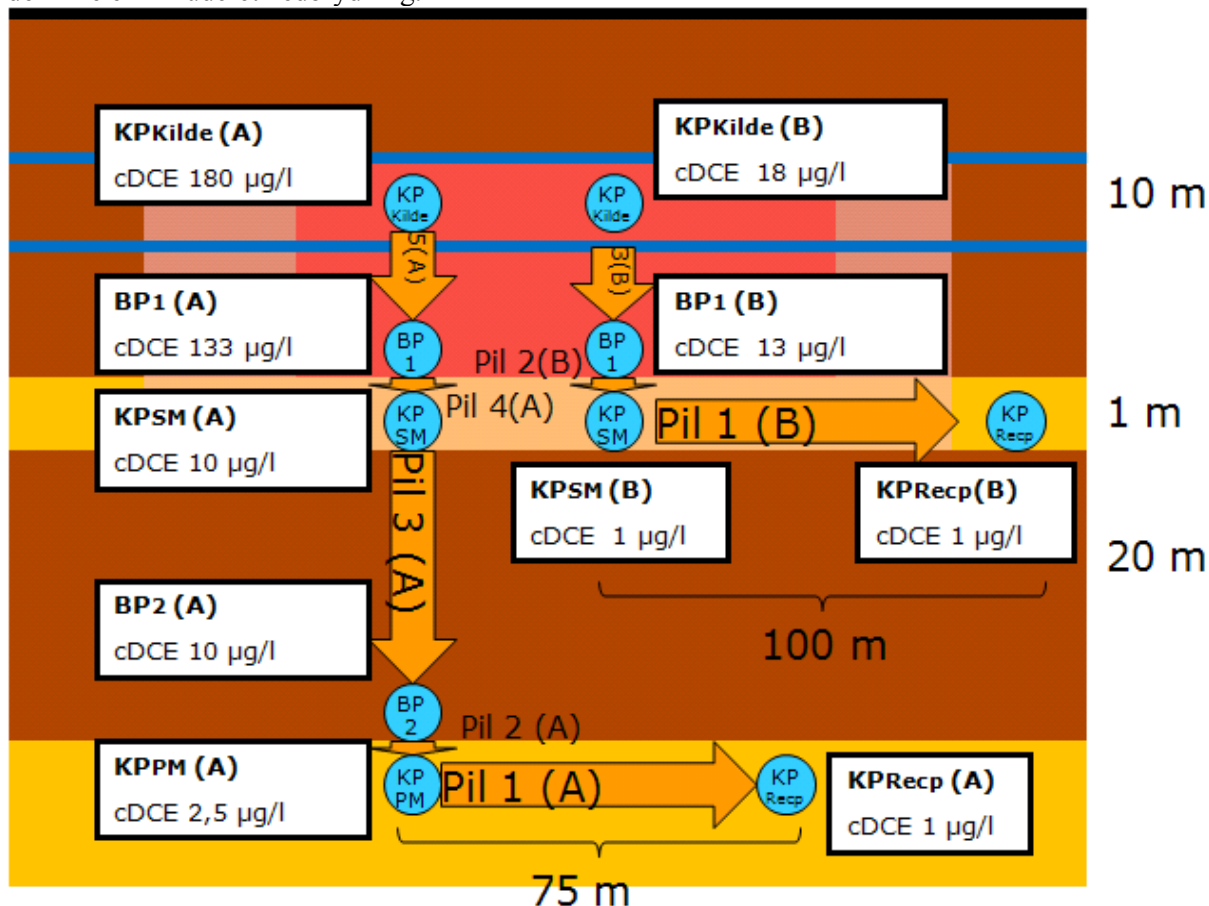 KPKilde (A)
cDCE 180 µg/l
KPKilde (B)
cDCE 18 µg/l
10 m
KP
Kilde
KP
Kilde
5(A)
3(B)
BP1 (A)
cDCE 133 µg/l
BP1 (B)
cDCE 13 µg/l
BP
1
BP
1
Pil 2(B)
Pil 4(A)
KPSM (A)
cDCE 10 µg/l
KP
SM
KP
SM
Pil 1 (B)
KP
Recp
1 m
Pil 3 (A)
KPSM (B)
cDCE 1 µg/l
KPRecp(B)
cDCE 1 µg/l
20 m
100 m
BP2 (A)
cDCE 10 µg/l
BP
2
Pil 2 (A)
KPPM (A)
cDCE 2,5 µg/l
KP
PM
Pil 1 (A)
KP
Recp
KPRecp (A)
cDCE 1 µg/l
75 m